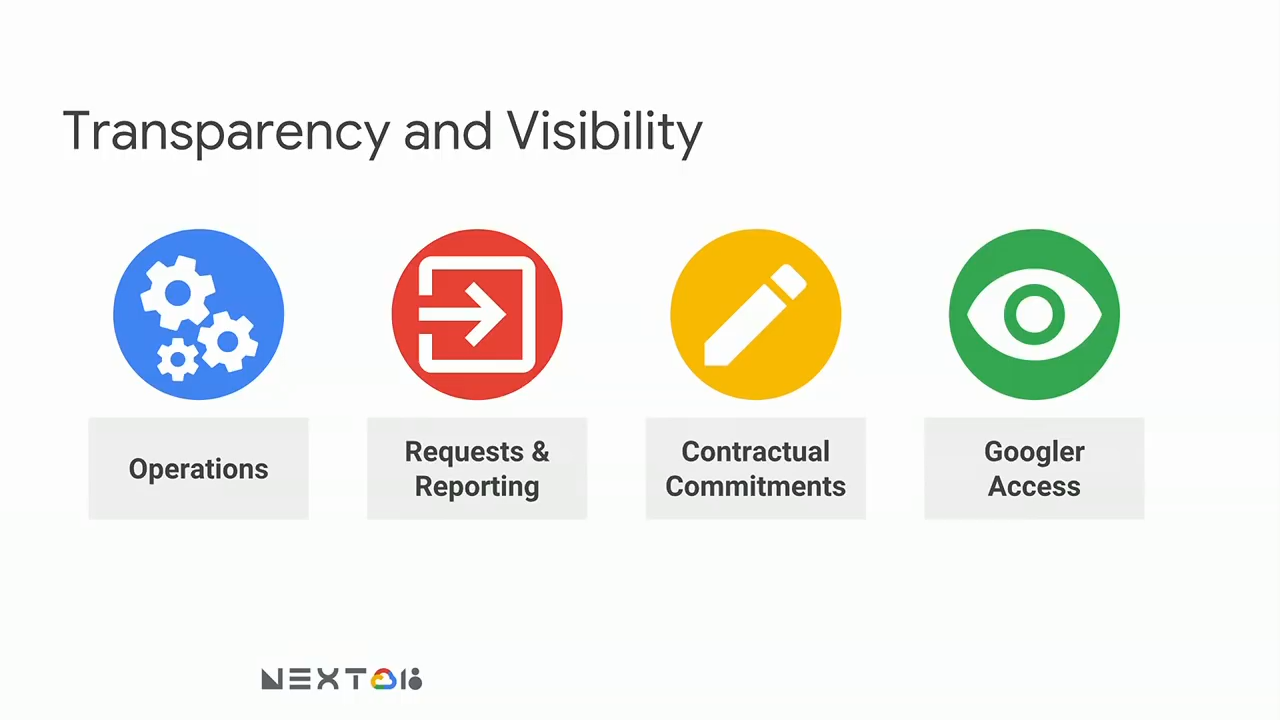 Transparency and Visibility
Operations
Requests &
Reporting
Contractual
Commitments
Googler
Access
NEXT 18